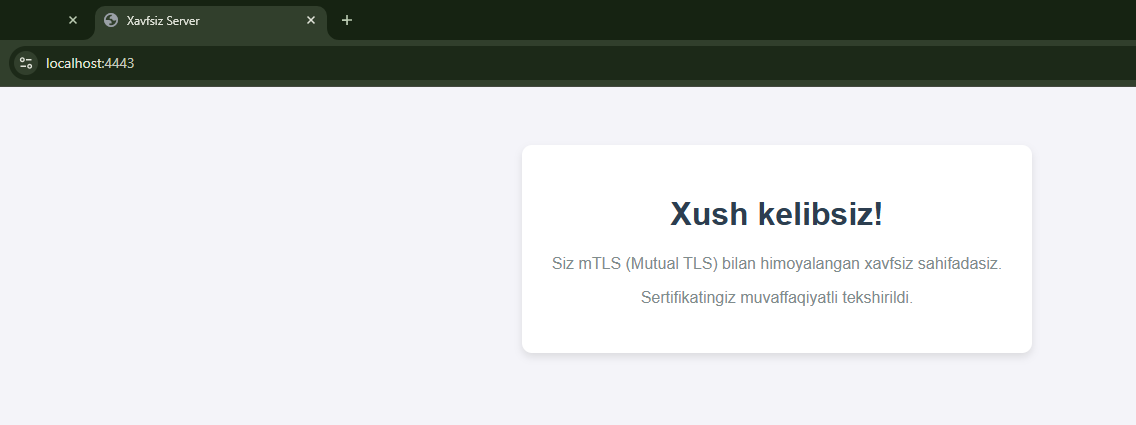 Xavfsiz Server
localhost:4443
Xush kelibsiz!
Siz mTLS (Mutual TLS) bilan himoyalangan xavfsiz sahifadasiz.
Sertifikatingiz muvaffaqiyatli tekshirildi.